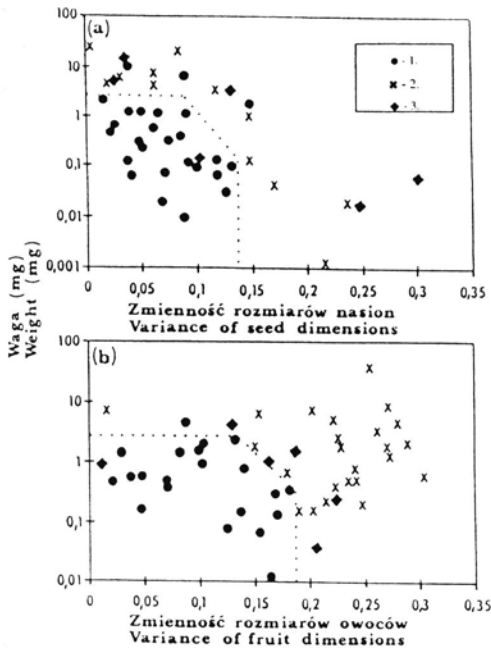 (a)
100
10
1
0,1
0,01
0,001
- 1.
- 2.
- 3.
0 0,05 0,1 0,15 0,2 0,25 0,3 0,35
Zmienność rozmiarów nasion
Variance of seed dimensions
Waga (mg)
Weight (mg)
(b)
100
10
1
0,1
0,01
0 0,05 0,1 0,15 0,2 0,25 0,3 0,35
Zmienność rozmiarów owoców
Variance of fruit dimensions